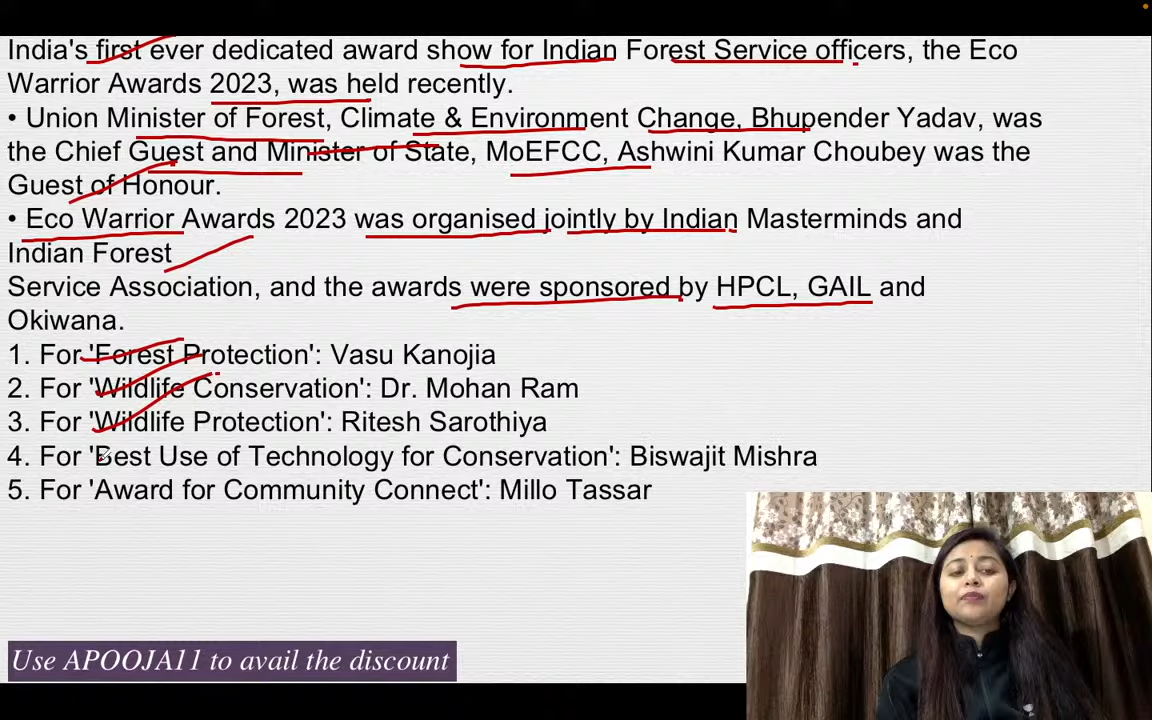 India's first ever dedicated award show for Indian Forest Service officers, the Eco
Warrior Awards 2023, was held recently.
• Union Minister of Forest, Climate & Environment Change, Bhupender Yadav, was
the Chief Guest and Minister of State, MoEFCC, Ashwini Kumar Choubey was the
Guest of Honour.
• Eco Warrior Awards 2023 was organised jointly by Indian Masterminds and
Indian Forest
Service Association, and the awards were sponsored by HPCL, GAIL and
Okiwana.
1. For 'Forest Protection': Vasu Kanojia
2. For 'Wildlife Conservation': Dr. Mohan Ram
3. For 'Wildlife Protection': Ritesh Sarothiya
4. For 'Best Use of Technology for Conservation': Biswajit Mishra
5. For 'Award for Community Connect': Millo Tassar
Use APOOJA11 to avail the discount